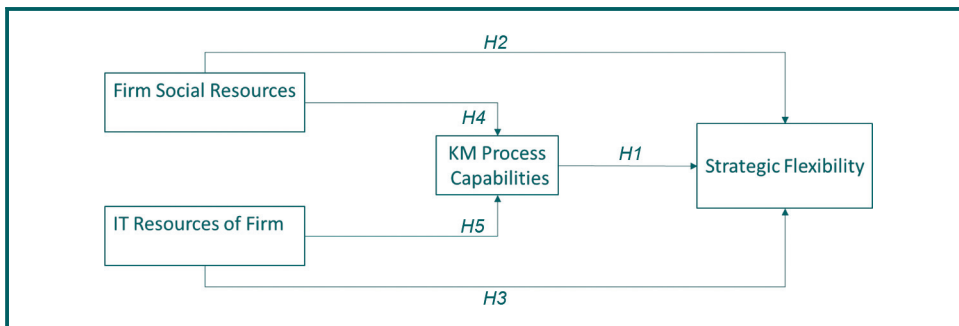 H2
Firm Social Resources
H4
KM Process
Capabilities
H1
Strategic Flexibility
IT Resources of Firm
H5
H3